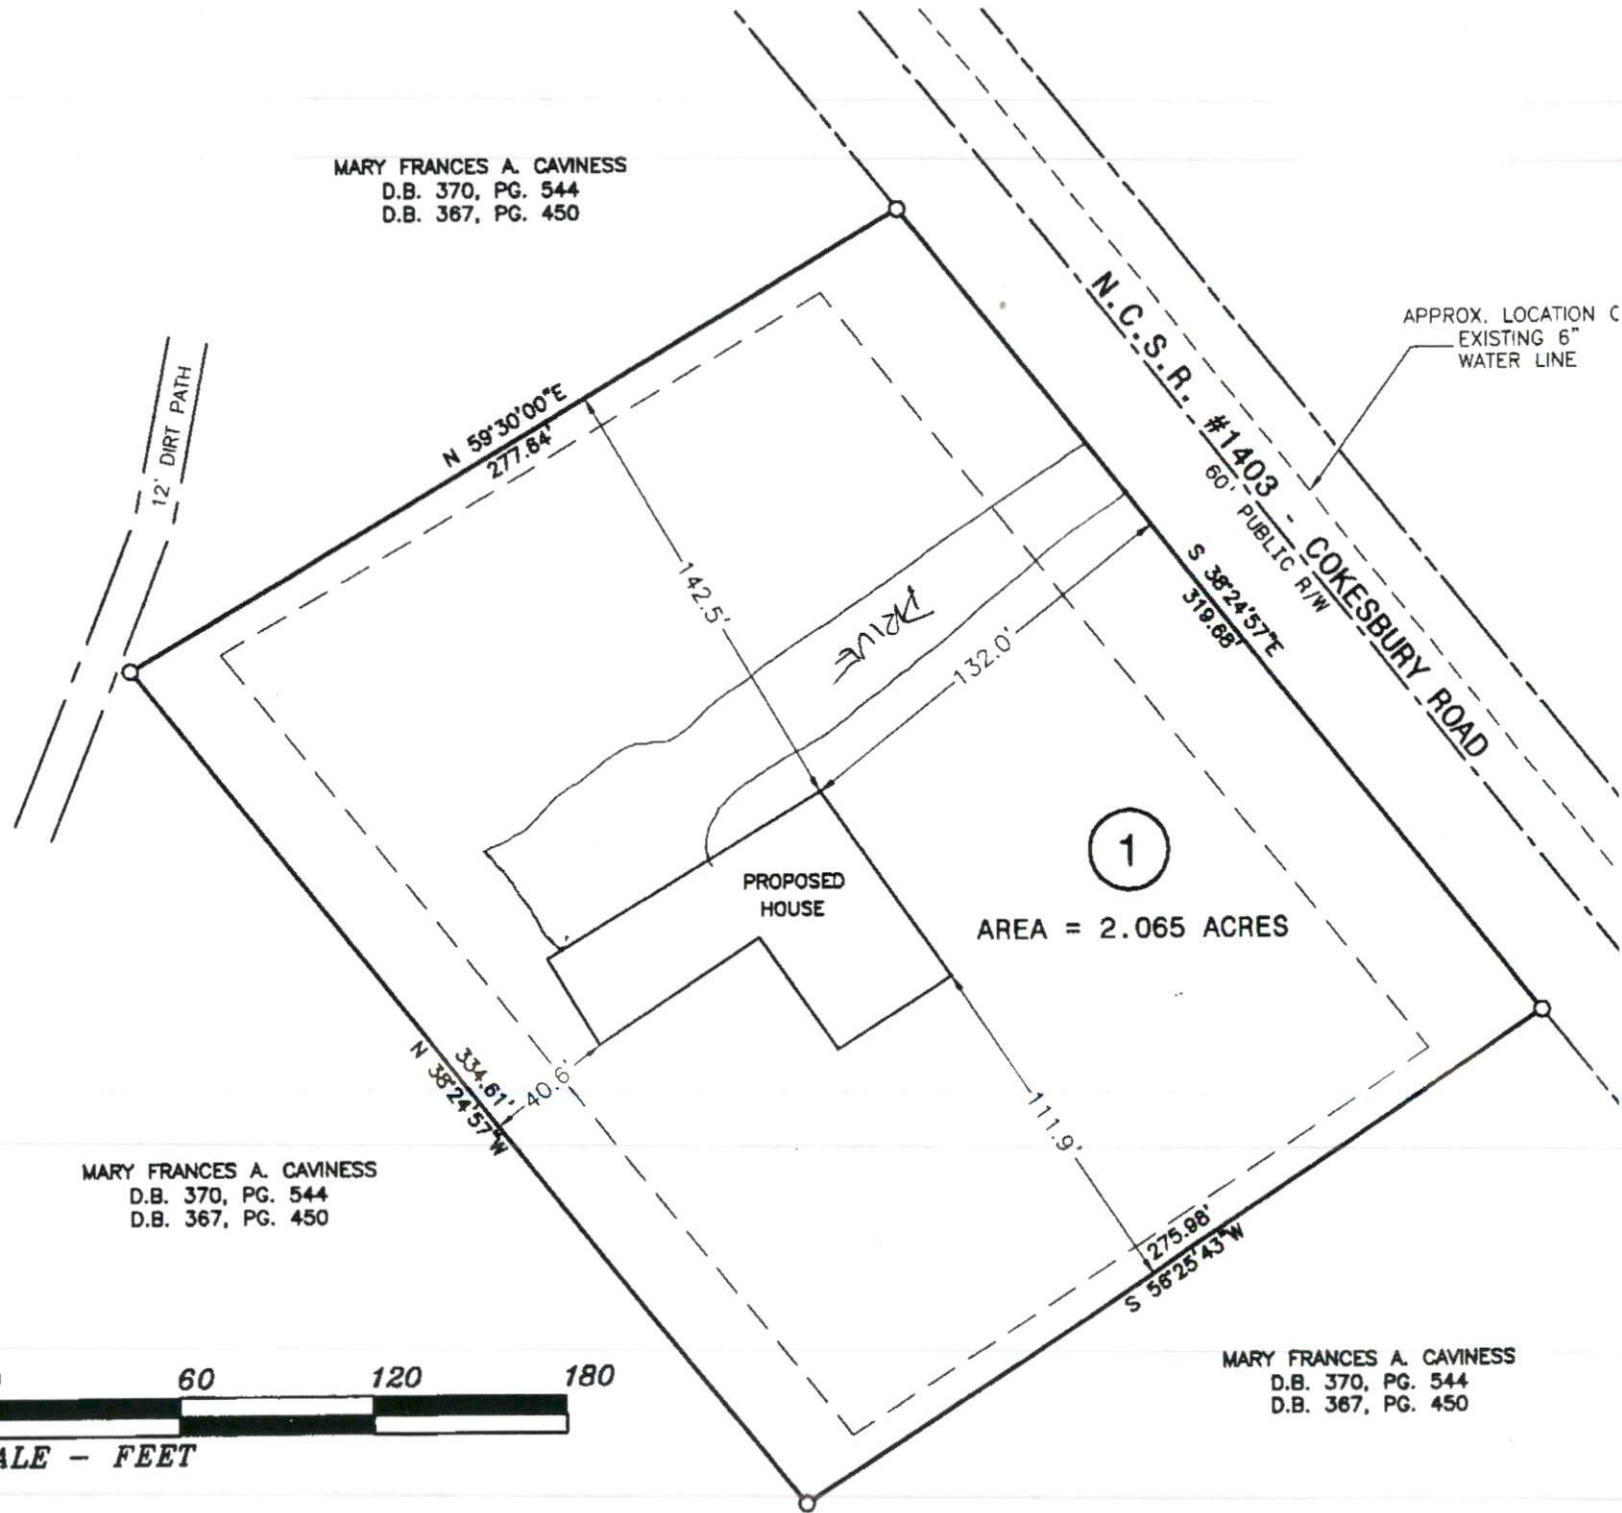 MARY FRANCES A. CAVINESS
D.B. 370, PG. 544
D.B. 367, PG. 450
APPROX. LOCATION
EXISTING 6"
WATER LINE
N.C.S.R. #1403 - COKESBURY ROAD
60' PUBLIC R/W
12' DIRT PATH
N 59°30'00"E
277.64'
142.5'
DRIVE
132.0'
S 38°24'57"E
319.68'
1
AREA = 2.065 ACRES
PROPOSED
HOUSE
334.61'
N 38°24'57"W
40.6'
111.9'
275.98'
S 56°25'43"W
MARY FRANCES A. CAVINESS
D.B. 370, PG. 544
D.B. 367, PG. 450
MARY FRANCES A. CAVINESS
D.B. 370, PG. 544
D.B. 367, PG. 450
60 120 180
ALE - FEET